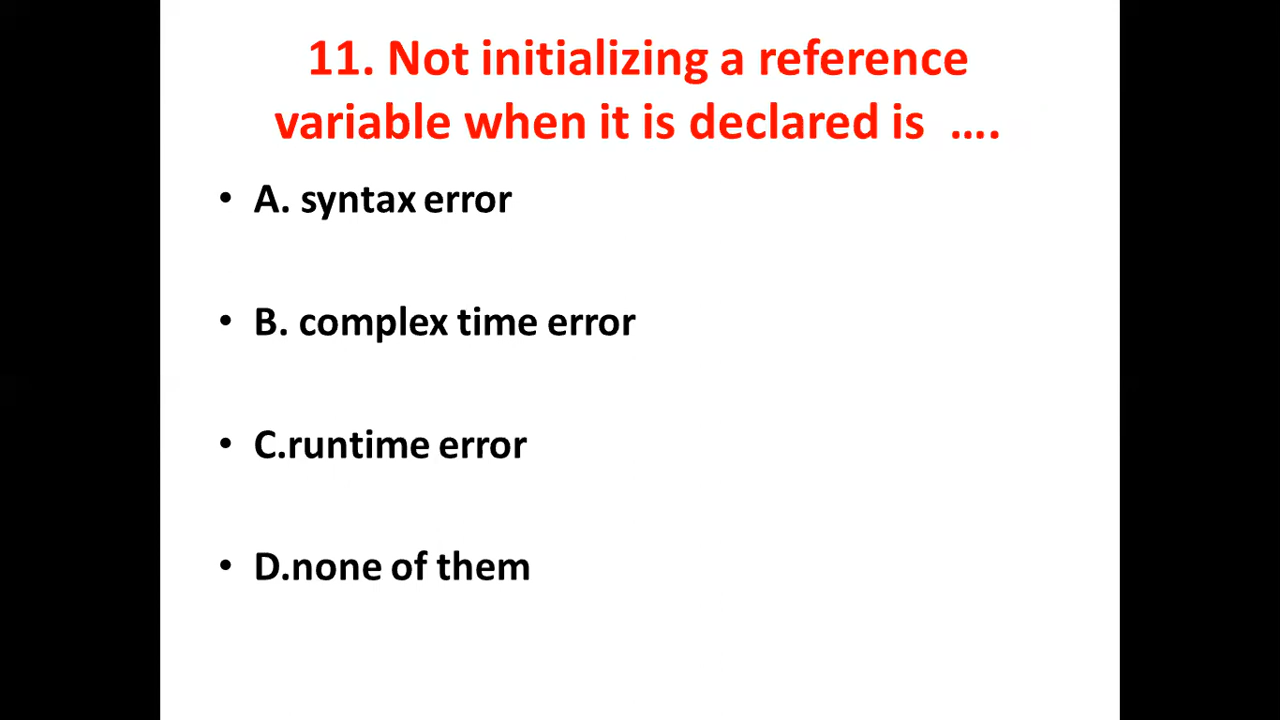 11. Not initializing a reference
variable when it is declared is ....
• A. syntax error
• B. complex time error
• C.runtime error
• D.none of them